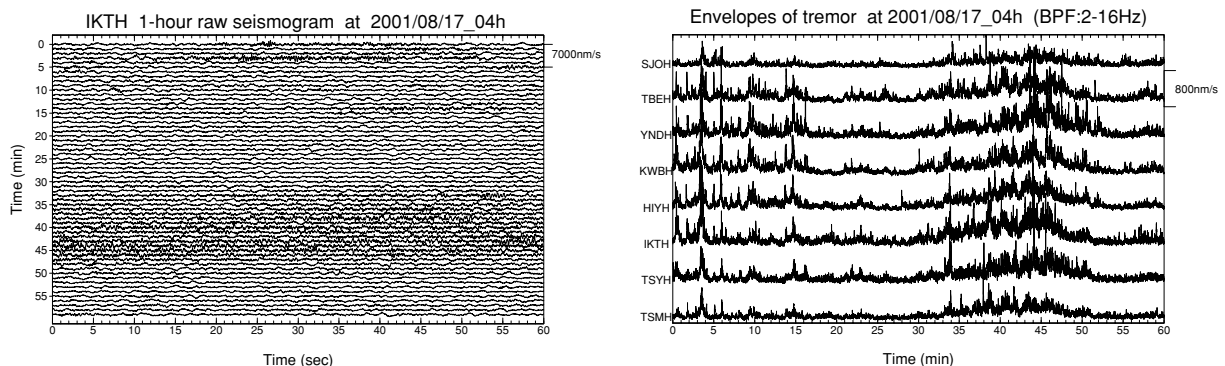 IKTH 1-hour raw seismogram at 2001/08/17_04h
0
5
10
15
20
25
30
35
40
45
50
55
Time (min)
7000nm/s
0 5 10 15 20 25 30 35 40 45 50 55 60
Time (sec)
Envelopes of tremor at 2001/08/17_04h (BPF:2-16Hz)
SJOH
TBEH
YNDH
KWBH
HIYH
IKTH
TSYH
TSMH
800nm/s
0 5 10 15 20 25 30 35 40 45 50 55 60
Time (min)